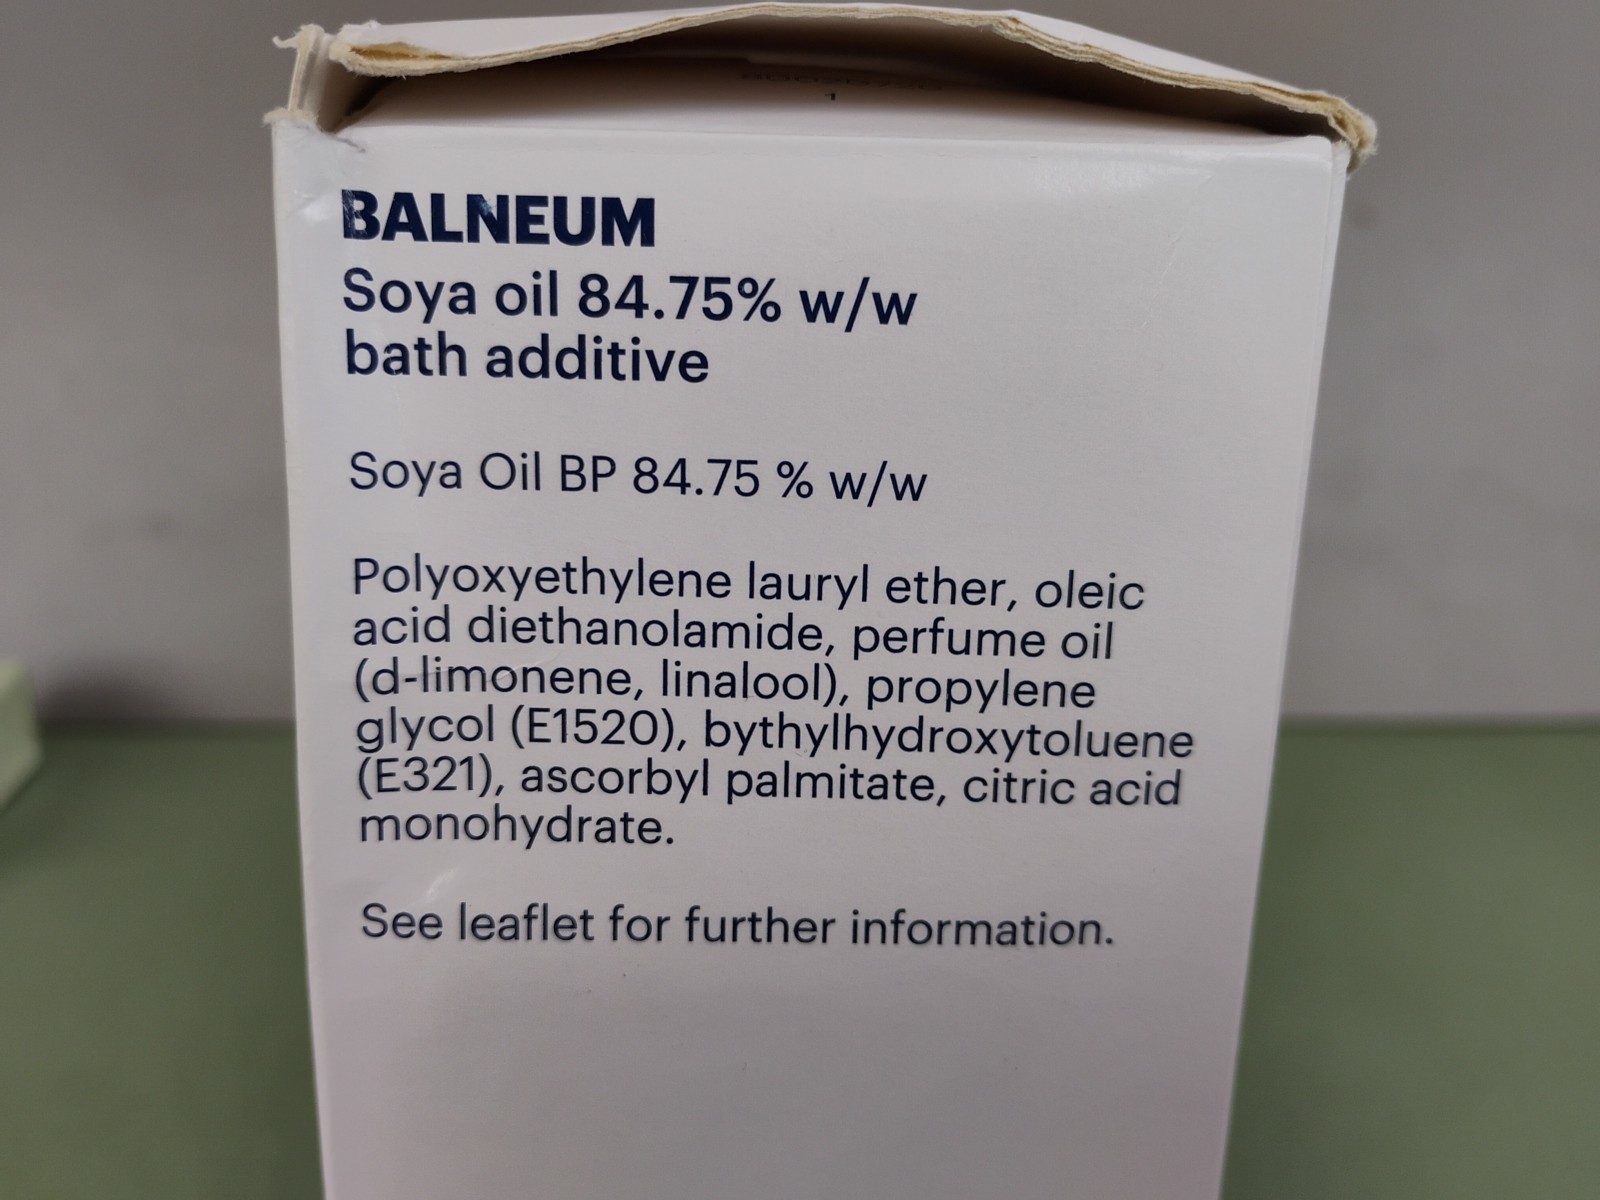 BALNEUM
Soya oil 84.75% w/w
bath additive
Soya Oil BP 84.75 % w/w
Polyoxyethylene lauryl ether, oleic
acid diethanolamide, perfume oil
(d-limonene, linalool), propylene
glycol (E1520), bythylhydroxytoluene
(E321), ascorbyl palmitate, citric acid
monohydrate.
See leaflet for further information.